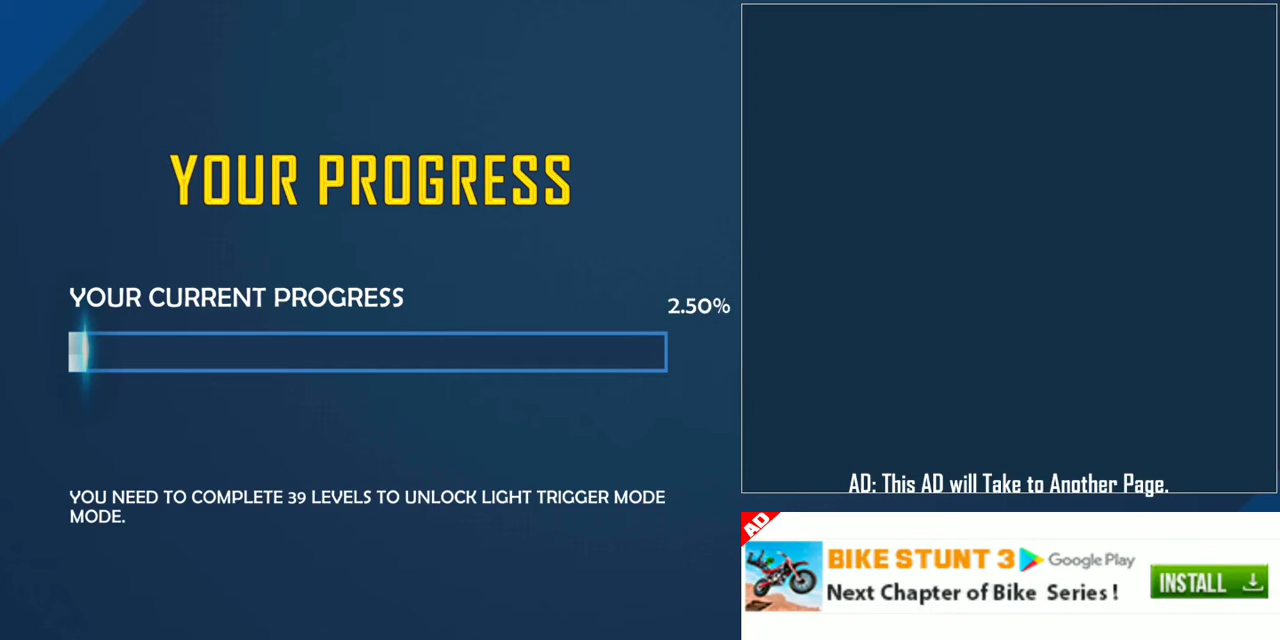 YOUR PROGRESS
YOUR CURRENT PROGRESS
2.50%
YOU NEED TO COMPLETE 39 LEVELS TO UNLOCK LIGHT TRIGGER MODE
MODE.
AD: This AD will Take to Another Page.
AD
BIKE STUNT 3 Google Play
Next Chapter of Bike Series !
INSTALL